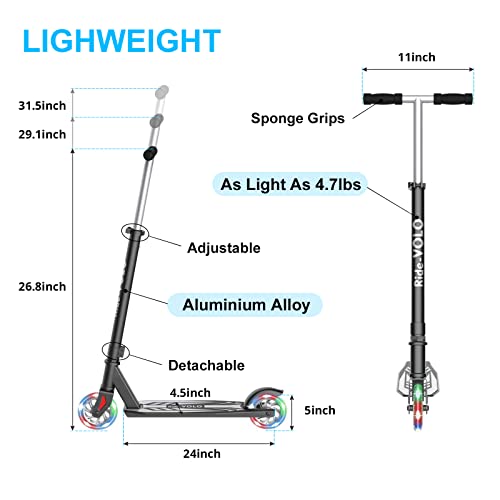 LIGHWEIGHT
11inch
31.5inch
29.1inch
Sponge Grips
As Light As 4.7lbs
Ride-VOLO
Adjustable
26.8inch
Aluminium Alloy
Detachable
4.5inch
VOLO
5inch
24inch